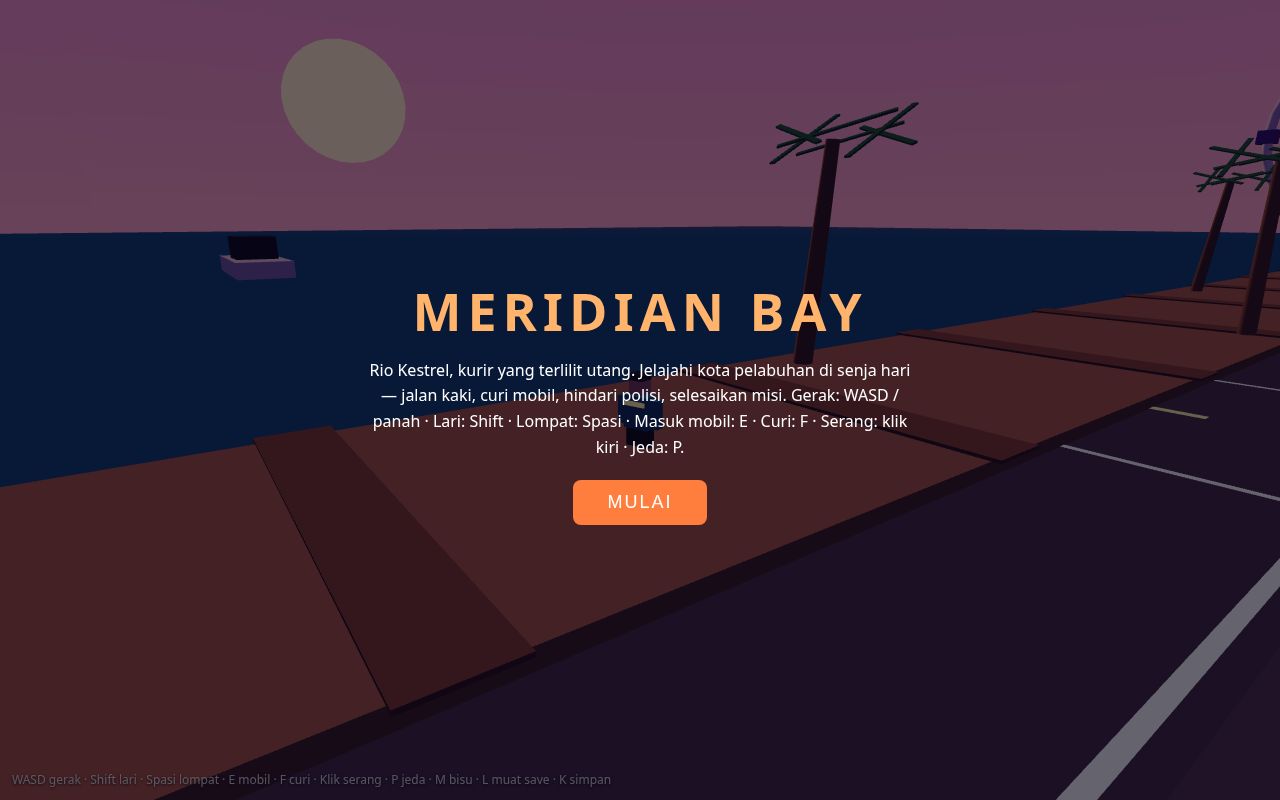 MERIDIAN BAY
Rio Kestrel, kurir yang terlilit utang. Jelajahi kota pelabuhan di senja hari
— jalan kaki, curi mobil, hindari polisi, selesaikan misi. Gerak: WASD /
panah · Lari: Shift · Lompat: Spasi · Masuk mobil: E · Curi: F · Serang: klik
kiri · Jeda: P.
MULAI
WASD gerak · Shift lari · Spasi lompat · E mobil · F curi · Klik serang · P jeda · M bisu · L muat save · K simpan